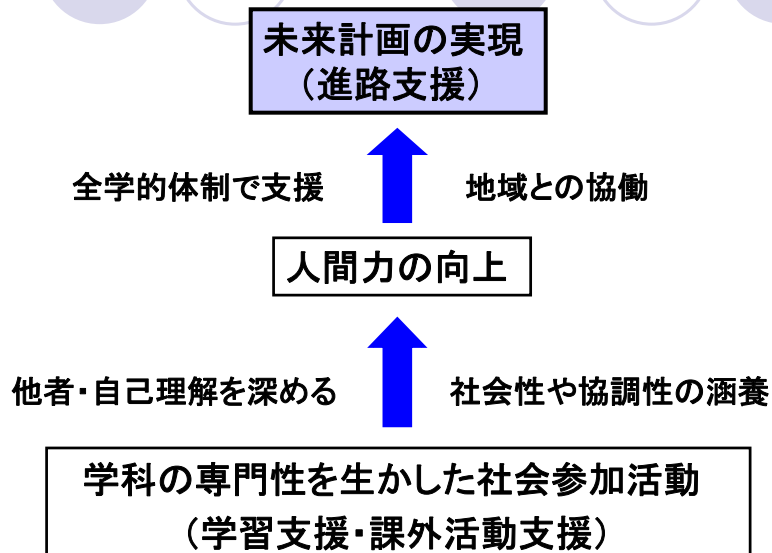 未来計画の実現
（進路支援）
全学的体制で支援
地域との協働
人間力の向上
他者・自己理解を深める
社会性や協調性の涵養
学科の専門性を生かした社会参加活動
（学習支援・課外活動支援）